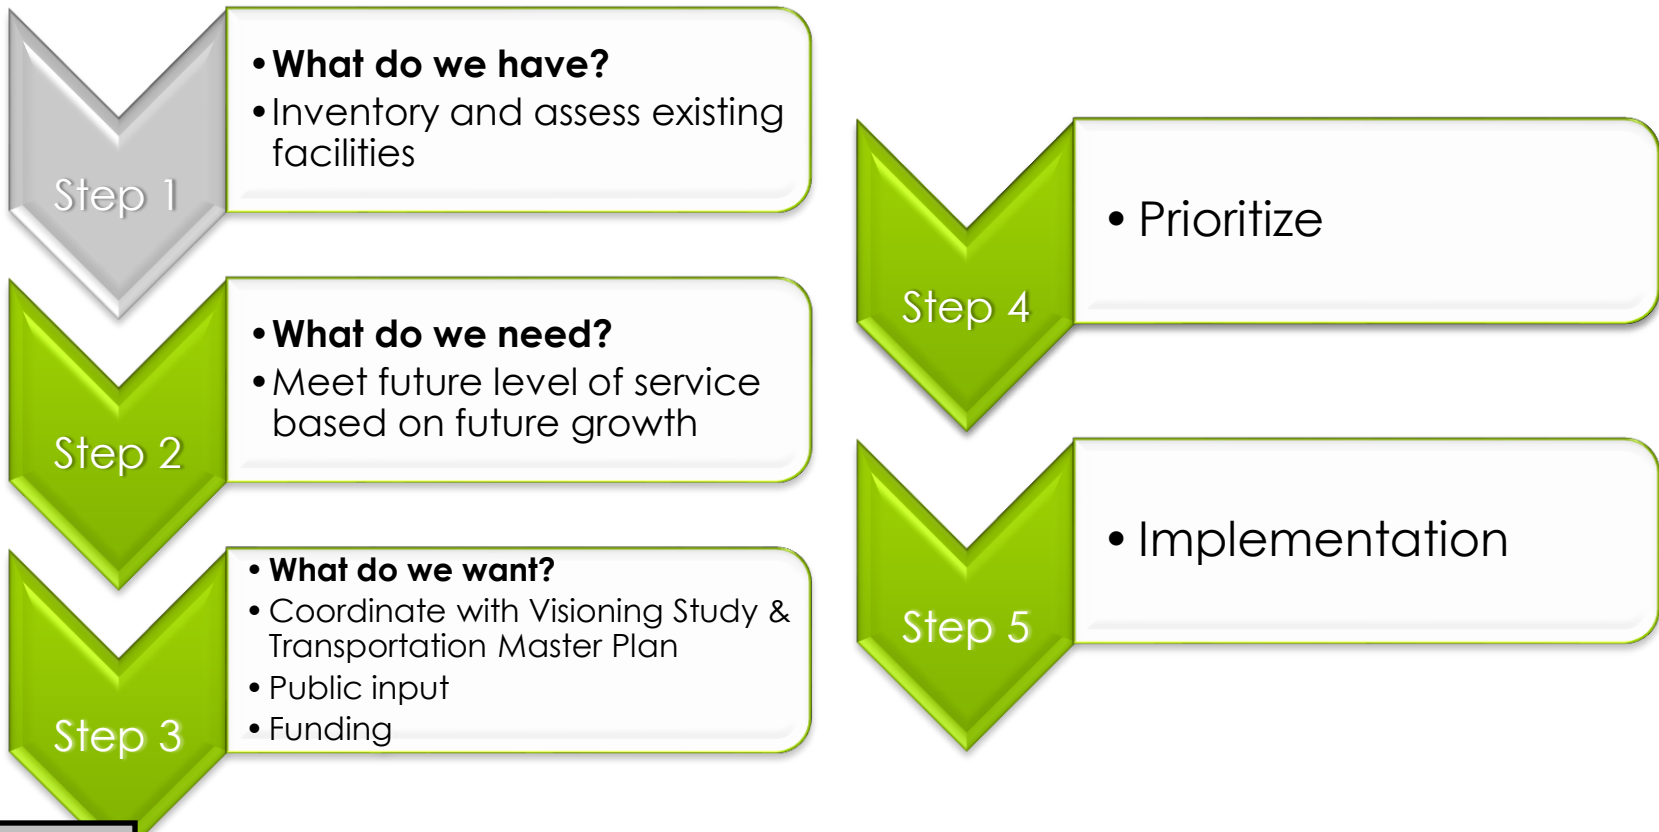 Step 1
•What do we have?
•Inventory and assess existing
facilities
Step 2
•What do we need?
•Meet future level of service
based on future growth
Step 3
• What do we want?
• Coordinate with Visioning Study &
Transportation Master Plan
• Public input
• Funding
Step 4
• Prioritize
Step 5
• Implementation